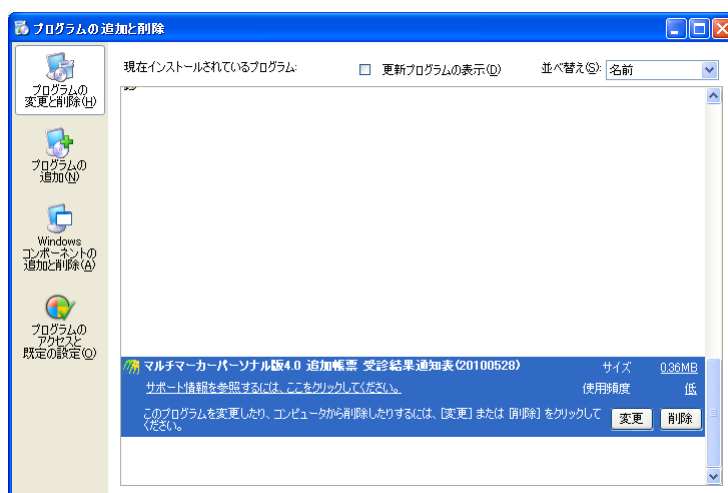 プログラムの追加と削除
プログラムの
変更と削除(H)
プログラムの
追加(N)
Windows
コンポーネントの
追加と削除(A)
プログラムの
アクセスと
既定の設定(O)
現在インストールされているプログラム:
更新プログラムの表示(D)
並べ替え(S): 名前
マルチマーカーパーソナル版4.0 追加帳票 受診結果通知表(20100528)
サイズ 0.36MB
サポート情報を参照するには、ここをクリックしてください。
使用頻度 低
このプログラムを変更したり、コンピュータから削除したりするには、[変更] または [削除] をクリックして
ください。
変更 削除